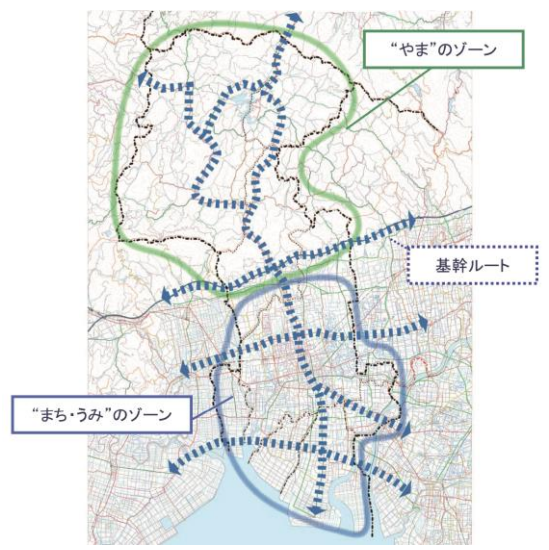 “やま”のゾーン
基幹ルート
“まち・うみ”のゾーン